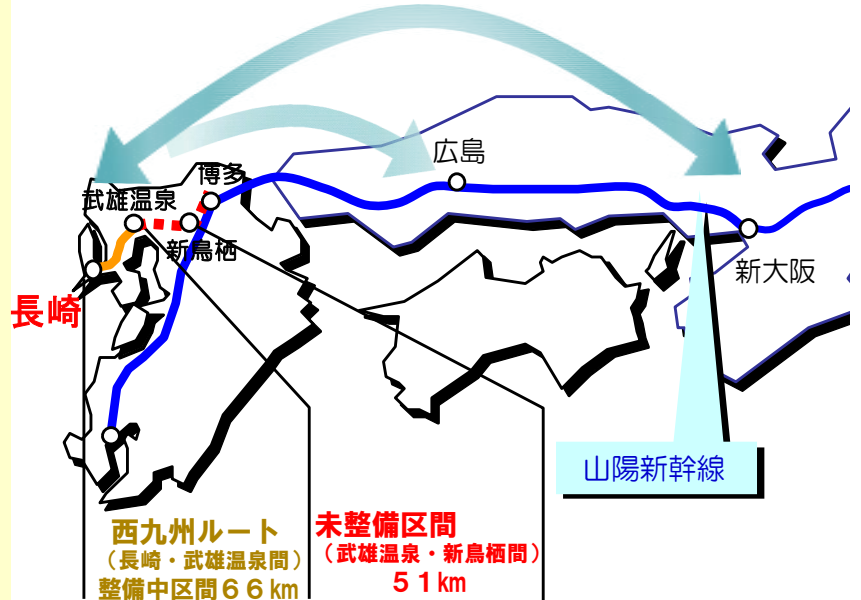 広島
博多
武雄温泉
新鳥栖
新大阪
長崎
山陽新幹線
西九州ルート
（長崎・武雄温泉間）
整備中区間６６㎞
未整備区間
（武雄温泉・新鳥栖間）
５１㎞